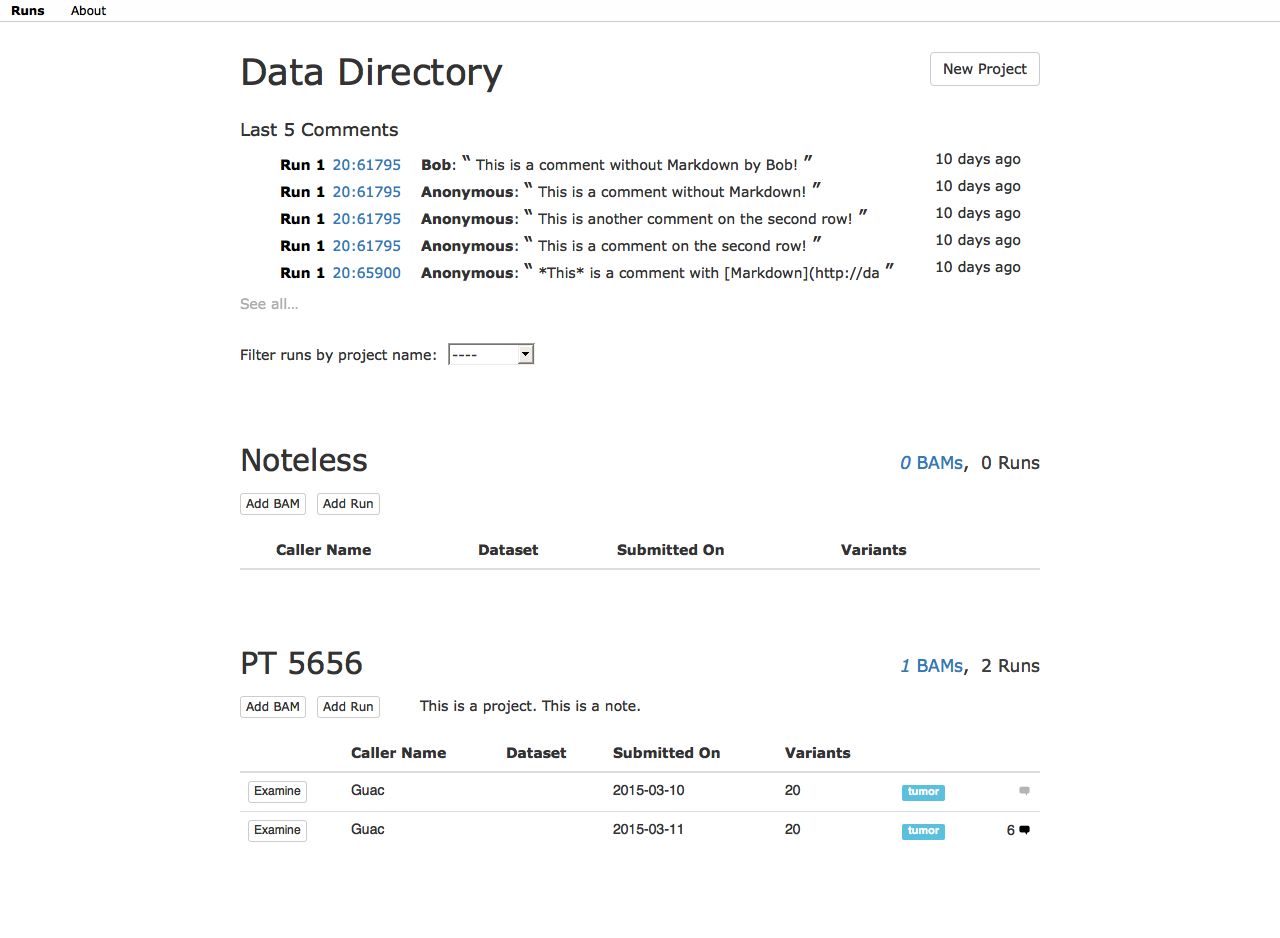 Runs About
Data Directory New Project
Last 5 Comments
Run 1 20:61795 Bob: “ This is a comment without Markdown by Bob! ” 10 days ago
Run 1 20:61795 Anonymous: “ This is a comment without Markdown! ” 10 days ago
Run 1 20:61795 Anonymous: “ This is another comment on the second row! ” 10 days ago
Run 1 20:61795 Anonymous: “ This is a comment on the second row! ” 10 days ago
Run 1 20:65900 Anonymous: “ *This* is a comment with [Markdown](http://da ” 10 days ago
See all...
Filter runs by project name: ----
Noteless 0 BAMs, 0 Runs
Add BAM Add Run
Caller Name Dataset Submitted On Variants
PT 5656 1 BAMs, 2 Runs
Add BAM Add Run This is a project. This is a note.
Caller Name Dataset Submitted On Variants
Examine Guac 2015-03-10 20 tumor
Examine Guac 2015-03-11 20 tumor 6